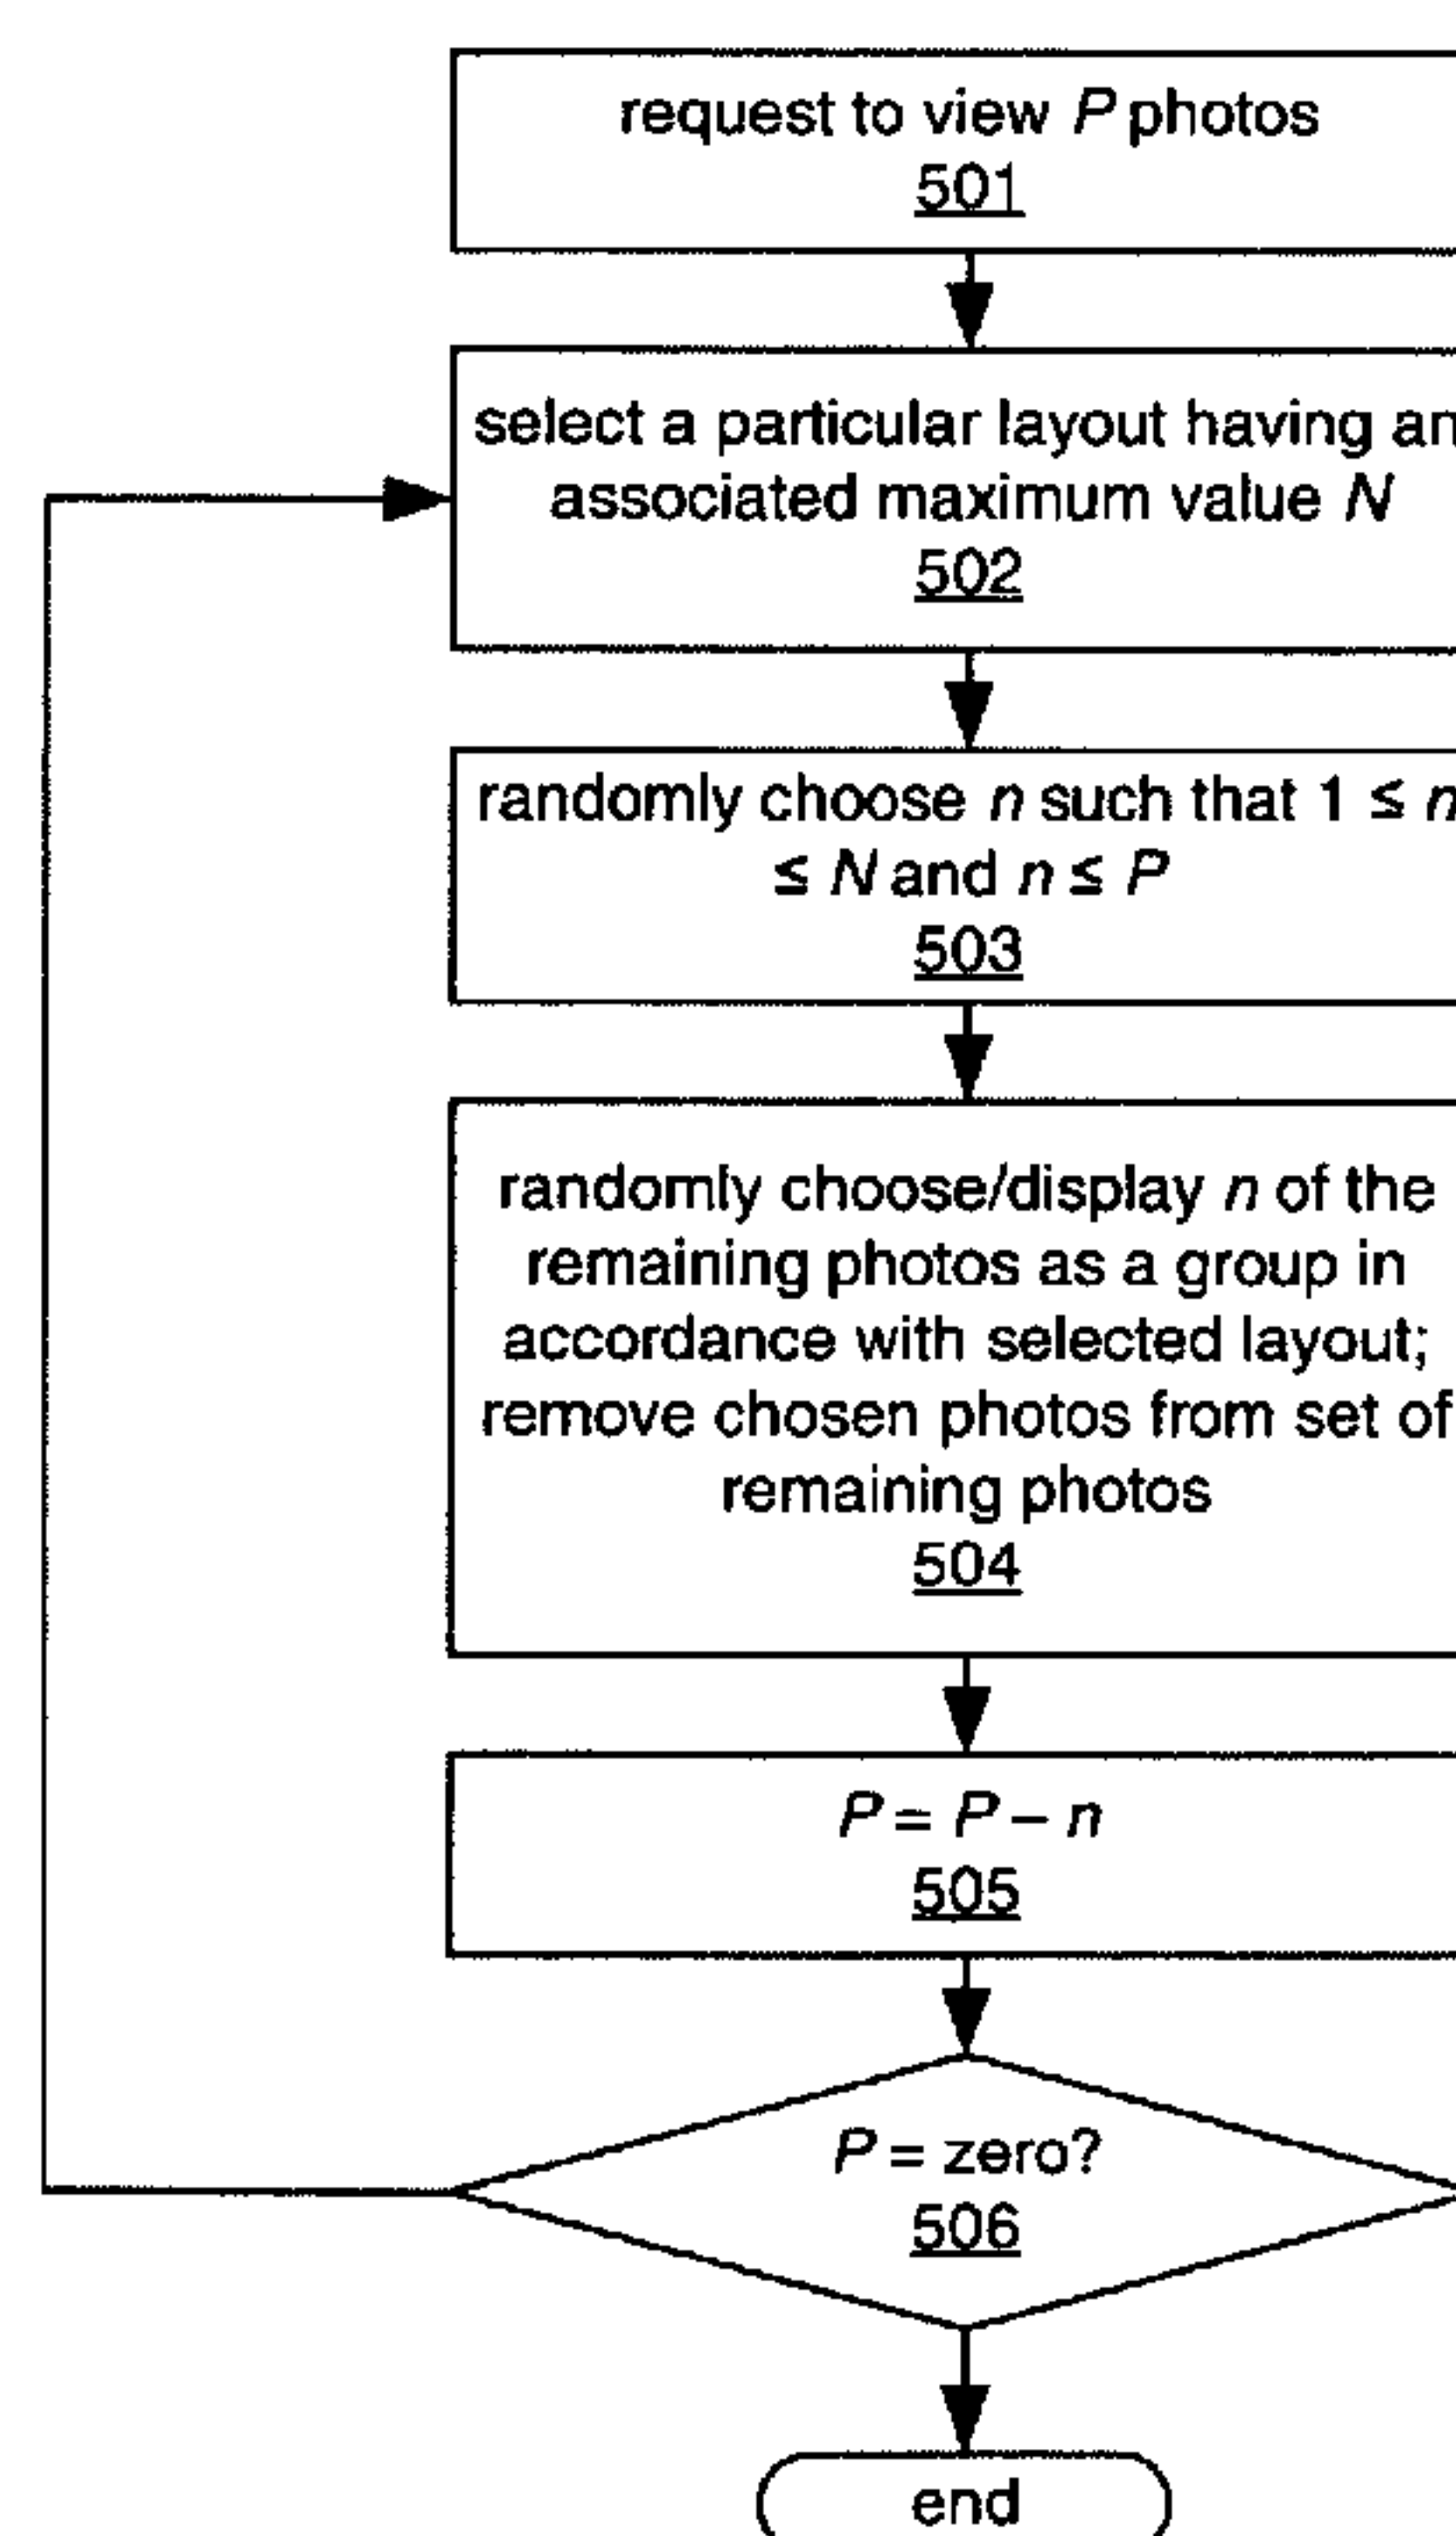 request to view P photos
501
select a particular layout having an
associated maximum value N
502
randomly choose n such that 1 ≤ n
≤ N and n ≤ P
503
randomly choose/display n of the
remaining photos as a group in
accordance with selected layout;
remove chosen photos from set of
remaining photos
504
P = P – n
505
P = zero?
506
end